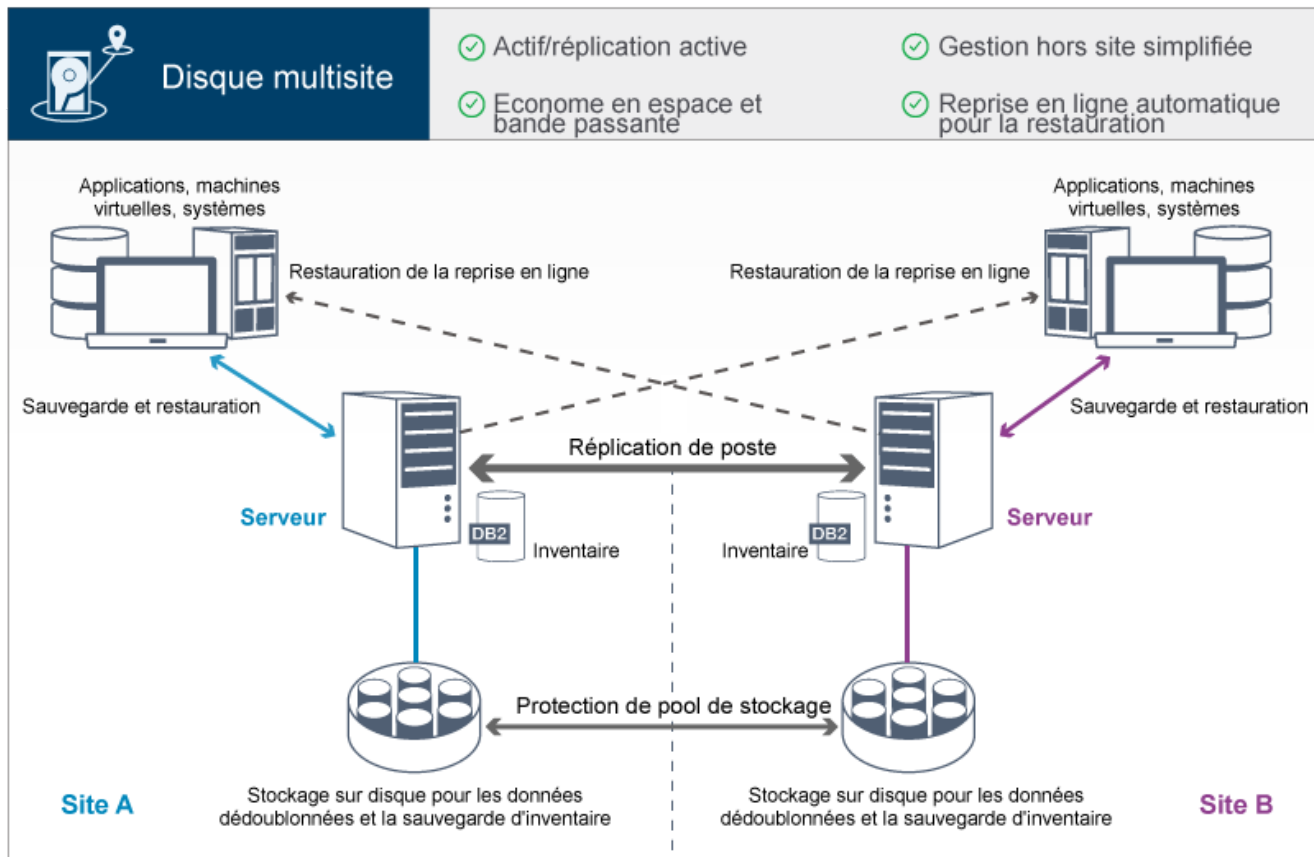 Disque multisite
Actif/réplication active
Gestion hors site simplifiée
Econome en espace et
bande passante
Reprise en ligne automatique
pour la restauration
Applications, machines
virtuelles, systèmes
Applications, machines
virtuelles, systèmes
Restauration de la reprise en ligne
Restauration de la reprise en ligne
Sauvegarde et restauration
Sauvegarde et restauration
Réplication de poste
Serveur
DB2
Inventaire
Inventaire
DB2
Serveur
Protection de pool de stockage
Site A
Stockage sur disque pour les données
dédoublonnées et la sauvegarde d'inventaire
Stockage sur disque pour les données
dédoublonnées et la sauvegarde d'inventaire
Site B